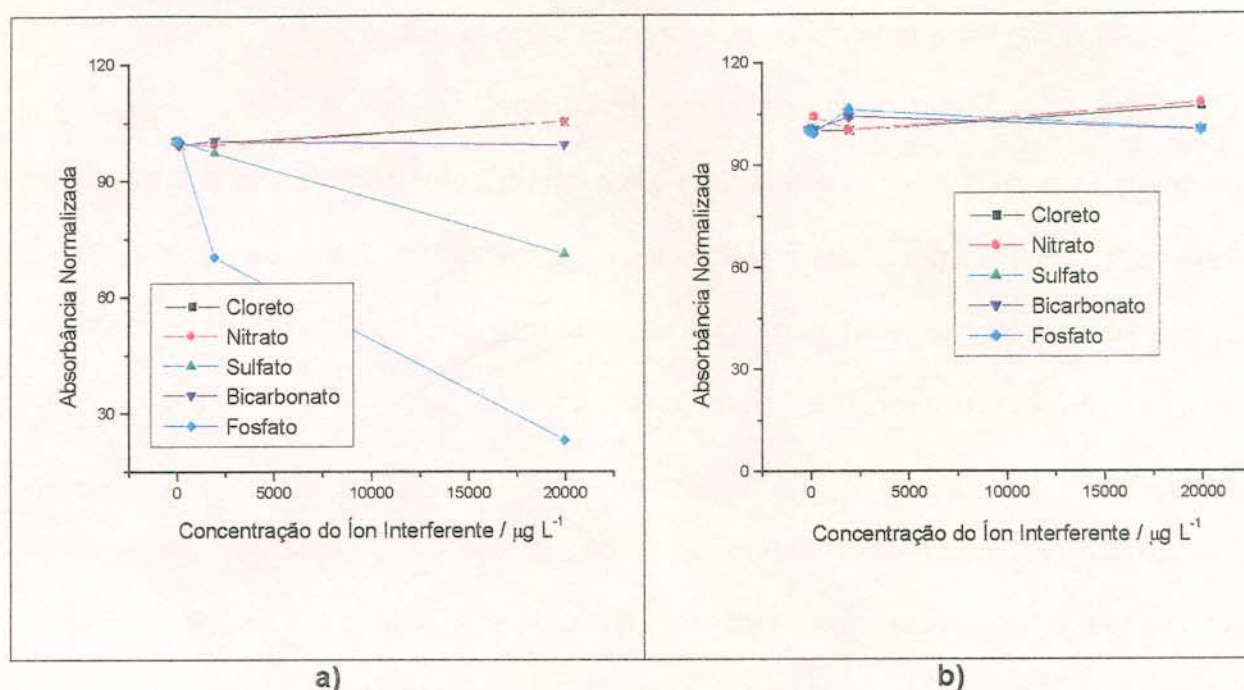 120
90
60
30
Absorbância Normalizada
Cloreto
Nitrato
Sulfato
Bicarbonato
Fosfato
0 5000 10000 15000 20000
Concentração do Íon Interferente / µg L⁻¹
a)
120
90
60
30
0
Absorbância Normalizada
Cloreto
Nitrato
Sulfato
Bicarbonato
Fosfato
0 5000 10000 15000 20000
Concentração do Íon Interferente / µg L⁻¹
b)